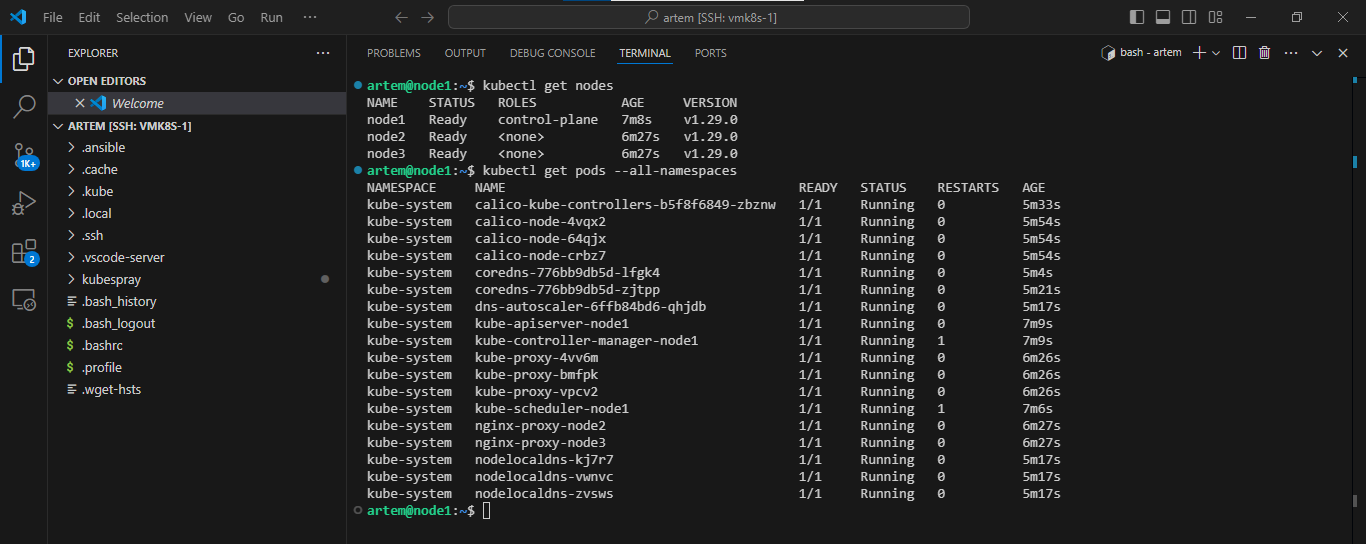 File Edit Selection View Go Run ··· artem [SSH: vmk8s-1]
EXPLORER ···
OPEN EDITORS
Welcome
ARTEM [SSH: VMK8S-1]
.ansible
.cache
.kube
.local
.ssh
.vscode-server
kubespray
.bash_history
$ .bash_logout
$ .bashrc
$ .profile
.wget-hsts
1K+
2
PROBLEMS OUTPUT DEBUG CONSOLE TERMINAL PORTS bash - artem ···
artem@node1:~$ kubectl get nodes
NAME STATUS ROLES AGE VERSION
node1 Ready control-plane 7m8s v1.29.0
node2 Ready <none> 6m27s v1.29.0
node3 Ready <none> 6m27s v1.29.0
artem@node1:~$ kubectl get pods --all-namespaces
NAMESPACE NAME READY STATUS RESTARTS AGE
kube-system calico-kube-controllers-b5f8f6849-zbznw 1/1 Running 0 5m33s
kube-system calico-node-4vqx2 1/1 Running 0 5m54s
kube-system calico-node-64qjx 1/1 Running 0 5m54s
kube-system calico-node-crbz7 1/1 Running 0 5m54s
kube-system coredns-776bb9db5d-lfgk4 1/1 Running 0 5m4s
kube-system coredns-776bb9db5d-zjtpp 1/1 Running 0 5m21s
kube-system dns-autoscaler-6ffb84bd6-qhjdb 1/1 Running 0 5m17s
kube-system kube-apiserver-node1 1/1 Running 0 7m9s
kube-system kube-controller-manager-node1 1/1 Running 1 7m9s
kube-system kube-proxy-4vv6m 1/1 Running 0 6m26s
kube-system kube-proxy-bmfpk 1/1 Running 0 6m26s
kube-system kube-proxy-vpcv2 1/1 Running 0 6m26s
kube-system kube-scheduler-node1 1/1 Running 1 7m6s
kube-system nginx-proxy-node2 1/1 Running 0 6m27s
kube-system nginx-proxy-node3 1/1 Running 0 6m27s
kube-system nodelocaldns-kj7r7 1/1 Running 0 5m17s
kube-system nodelocaldns-vwnvc 1/1 Running 0 5m17s
kube-system nodelocaldns-zvsws 1/1 Running 0 5m17s
artem@node1:~$